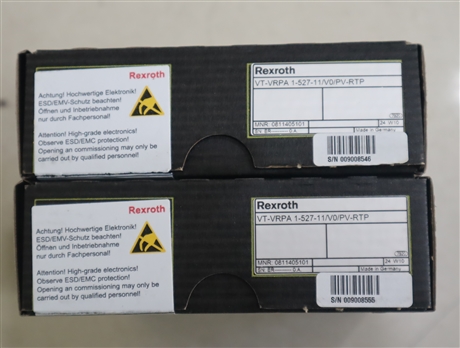 Rexroth
Achtung! Hochwertige Elektronik!
ESD/EMV-Schutz beachten!
Öffnen und Inbetriebnahme
nur durch Fachpersonal!
Attention! High-grade electronics!
Observe ESD/EMC protection!
Opening an commissioning may only be
carried out by qualified personnel!
Rexroth
VT-VRPA 1-527-11/V0/PV-RTP
MNR: 0811405101
24 W10
Made in Germany
S/N 009008546
Rexroth
Achtung! Hochwertige Elektronik!
ESD/EMV-Schutz beachten!
Öffnen und Inbetriebnahme
nur durch Fachpersonal!
Attention! High-grade electronics!
Observe ESD/EMC protection!
Opening an commissioning may only be
carried out by qualified personnel!
Rexroth
VT-VRPA 1-527-11/V0/PV-RTP
MNR: 0811405101
24 W10
Made in Germany
S/N 009008555